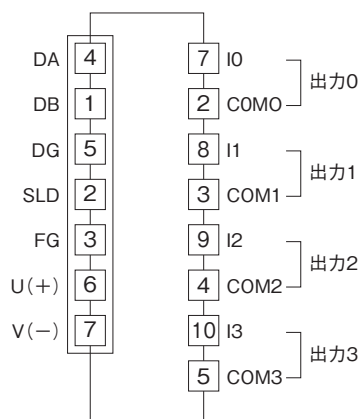 DA 4
DB 1
DG 5
SLD 2
FG 3
U(+) 6
V(−) 7
7 I0
2 COM0
出力0
8 I1
3 COM1
出力1
9 I2
4 COM2
出力2
10 I3
5 COM3
出力3